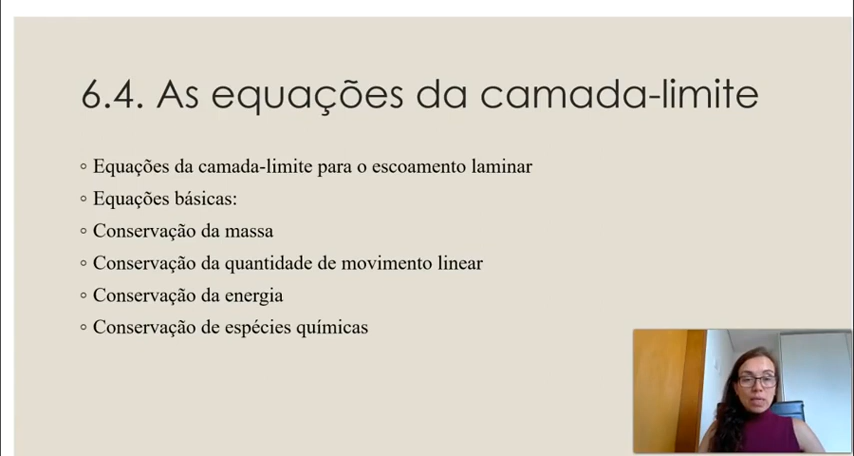 6.4. As equações da camada-limite
◦ Equações da camada-limite para o escoamento laminar
◦ Equações básicas:
◦ Conservação da massa
◦ Conservação da quantidade de movimento linear
◦ Conservação da energia
◦ Conservação de espécies químicas